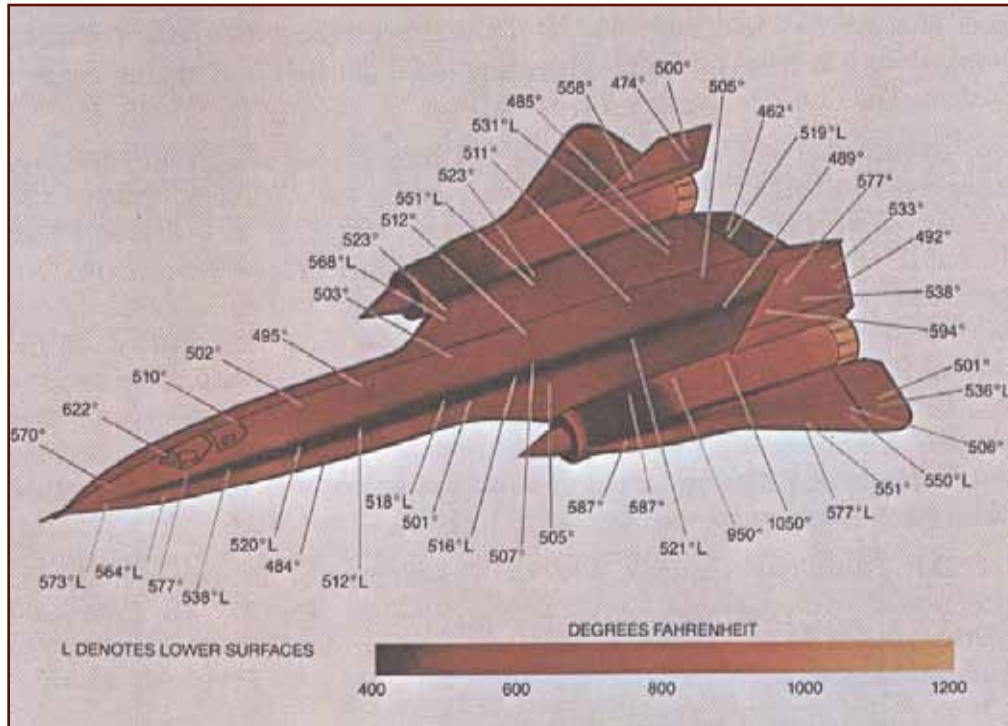 500°
474°
505°
558°
462°
485°
519°L
531°L
489°
511°
577°
523°
551°L
533°
512°
492°
523°
568°L
503°
538°
594°
495°
502°
501°
510°
536°L
622°
570°
506°
550°L
551°
577°L
1050°
950°
587°
587°
521°L
518°L
501°
516°L
507°
505°
520°L
484°
512°L
573°L
564°L
577°
538°L
L DENOTES LOWER SURFACES
DEGREES FAHRENHEIT
400 600 800 1000 1200